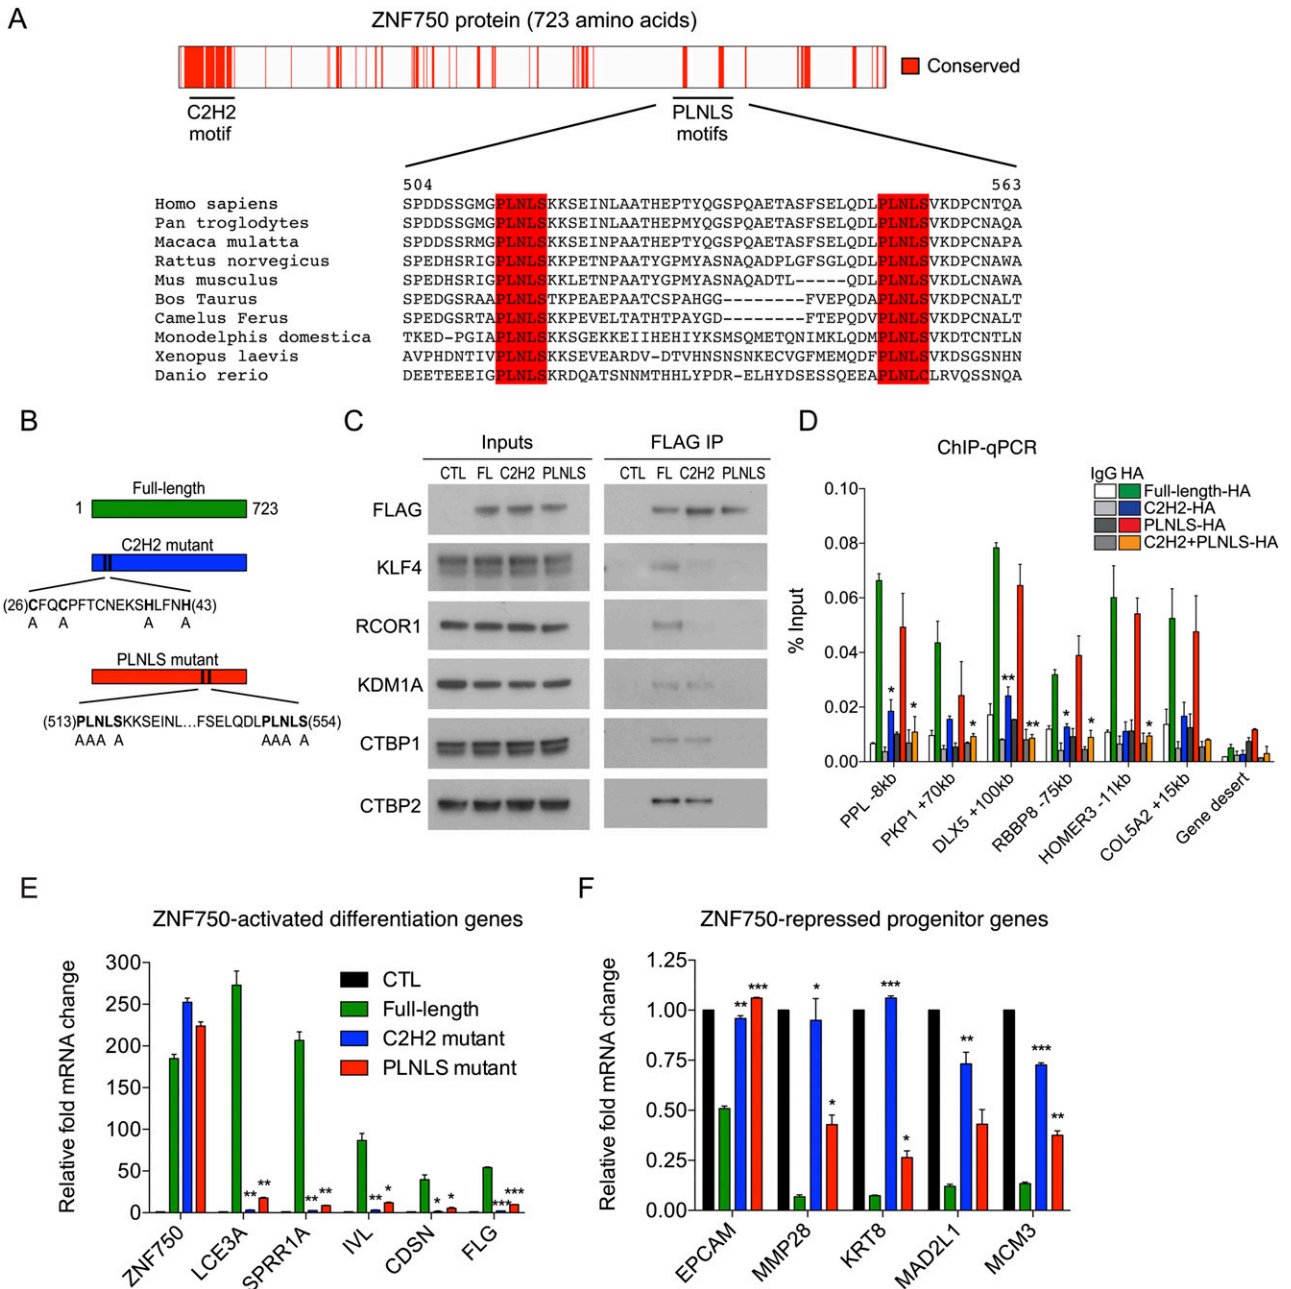 A
ZNF750 protein (723 amino acids)
Conserved
C2H2 motif
PLNLS motifs
504 563
Homo sapiens SPDDSSGMGPLNLSKKSEINLAATHEPTYQGSPQAETASFSELQDLPLNLSVKDPCNTQA
Pan troglodytes SPDDSSGMGPLNLSKKSEINLAATHEPMYQGSPQAETASFSELQDLPLNLSVKDPCNAQA
Macaca mulatta SPDDSSRMGPLNLSKKSEINPAATHEPTYQGSPQAETASFSELQDLPLNLSVKDPCNAPA
Rattus norvegicus SPEDHSRIGPLNLSKKPETNPAATYGPMYASNAQADPLGFSGLQDLPLNLSVKDPCNAWA
Mus musculus SPEDHSRIGPLNLSKKLETNPAATYGPMYASNAQADTL-----QDLPLNLSVKDLCNAWA
Bos Taurus SPEDGSRAAPLNLSTKPEAEPAATCSPAHGG--------FVEPQDAPLNLSVKDPCNALT
Camelus Ferus SPEDGSRTAPLNLSKKPEVELTATHTPAYGD--------FTEPQDVPLNLSVKDPCNALT
Monodelphis domestica TKED-PGIAPLNLSKKSGEKKEIIHEHIYKSMSQMETQNIMKLQDMPLNLSVKDTCNTLN
Xenopus laevis AVPHDNTIVPLNLSKKSEVEARDV-DTVHNSNSNKECVGFMEMQDFPLNLSVKDSGSNHN
Danio rerio DEETEEEIGPLNLSKRDQATSNNMTHHLYPDR-ELHYDSESSQEEAPLNLCLRVQSSNQA
B
Full-length
1 723
C2H2 mutant
(26)CFQCPFTCNEKSHLFNH(43)
A A A A
PLNLS mutant
(513)PLNLSKKSEINL...FSELQDLPLNLS(554)
AAA A AAA A
C
Inputs FLAG IP
CTL FL C2H2 PLNLS CTL FL C2H2 PLNLS
FLAG
KLF4
RCOR1
KDM1A
CTBP1
CTBP2
D
ChIP-qPCR
IgG HA
Full-length-HA
C2H2-HA
PLNLS-HA
C2H2+PLNLS-HA
% Input
0.10
0.08
0.06
0.04
0.02
0.00
* * ** ** * * *
PPL -8kb
PKP1 +70kb
DLX5 +100kb
RBBP8 -75kb
HOMER3 -11kb
COL5A2 +15kb
Gene desert
E
ZNF750-activated differentiation genes
Relative fold mRNA change
300
250
200
150
100
50
0
CTL
Full-length
C2H2 mutant
PLNLS mutant
** ** ** ** ** * * * *** ***
ZNF750
LCE3A
SPRR1A
IVL
CDSN
FLG
F
ZNF750-repressed progenitor genes
Relative fold mRNA change
1.25
1.00
0.75
0.50
0.25
0.00
** *** * * *** * ** *** **
EPCAM
MMP28
KRT8
MAD2L1
MCM3